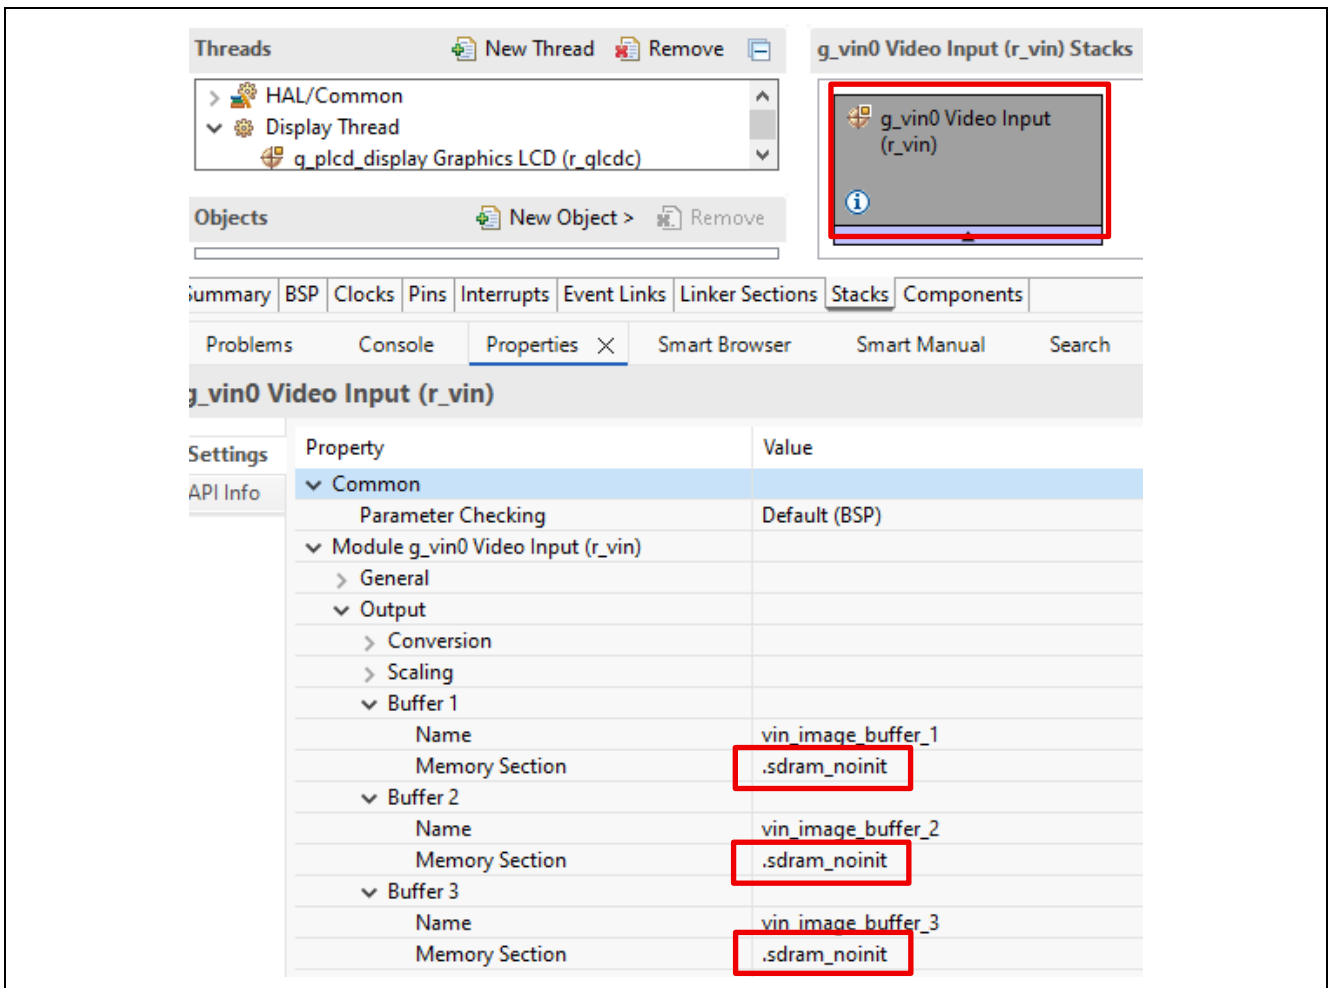 Threads New Thread Remove g_vin0 Video Input (r_vin) Stacks
HAL/Common
Display Thread
g_plcd_display Graphics LCD (r_glcdc)
g_vin0 Video Input
(r_vin)
Objects New Object > Remove
Summary BSP Clocks Pins Interrupts Event Links Linker Sections Stacks Components
Problems Console Properties Smart Browser Smart Manual Search
g_vin0 Video Input (r_vin)
Settings
API Info
Property Value
Common
Parameter Checking Default (BSP)
Module g_vin0 Video Input (r_vin)
General
Output
Conversion
Scaling
Buffer 1
Name vin_image_buffer_1
Memory Section .sdram_noinit
Buffer 2
Name vin_image_buffer_2
Memory Section .sdram_noinit
Buffer 3
Name vin_image_buffer_3
Memory Section .sdram_noinit